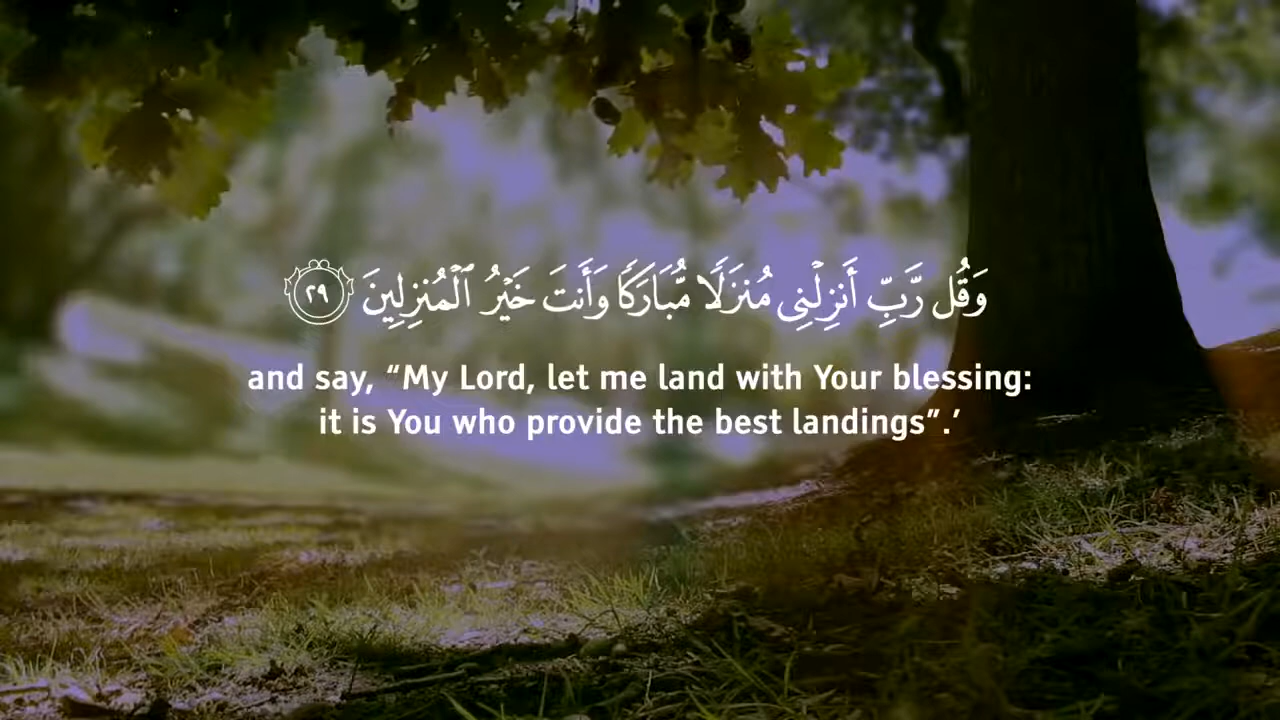 وَقُل رَّبِّ أَنزِلْنِى مُنزَلًا مُّبَارَكًا وَأَنتَ خَيْرُ ٱلْمُنزِلِينَ ٢٩
and say, “My Lord, let me land with Your blessing:
it is You who provide the best landings”.’